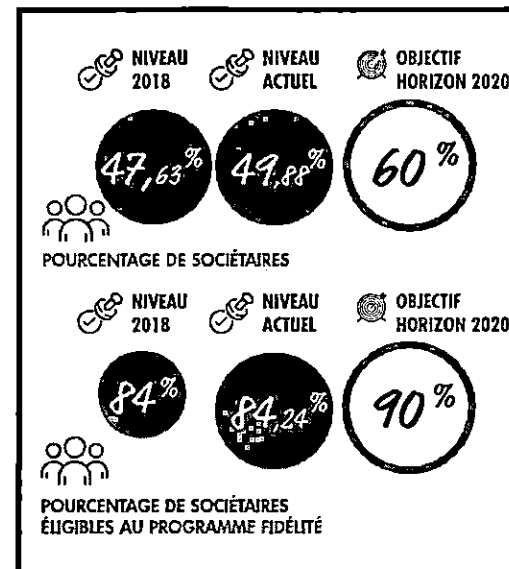 NIVEAU 2018 NIVEAU ACTUEL OBJECTIF HORIZON 2020
47,63% 49,88% 60%
POURCENTAGE DE SOCIÉTAIRES
NIVEAU 2018 NIVEAU ACTUEL OBJECTIF HORIZON 2020
84% 84,24% 90%
POURCENTAGE DE SOCIÉTAIRES
ÉLIGIBLES AU PROGRAMME FIDÉLITÉ